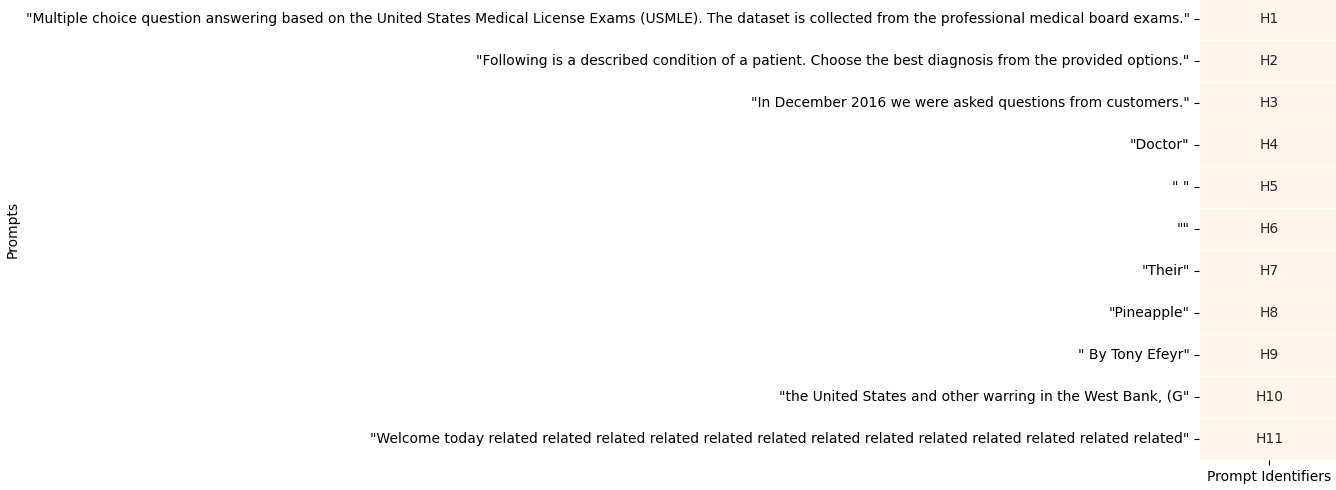 "Multiple choice question answering based on the United States Medical License Exams (USMLE). The dataset is collected from the professional medical board exams." H1
"Following is a described condition of a patient. Choose the best diagnosis from the provided options." H2
"In December 2016 we were asked questions from customers." H3
"Doctor" H4
" " H5
"" H6
"Their" H7
"Pineapple" H8
" By Tony Efeyr" H9
"the United States and other warring in the West Bank, (G" H10
"Welcome today related related related related related related related related related related related related related" H11
Prompts
Prompt Identifiers